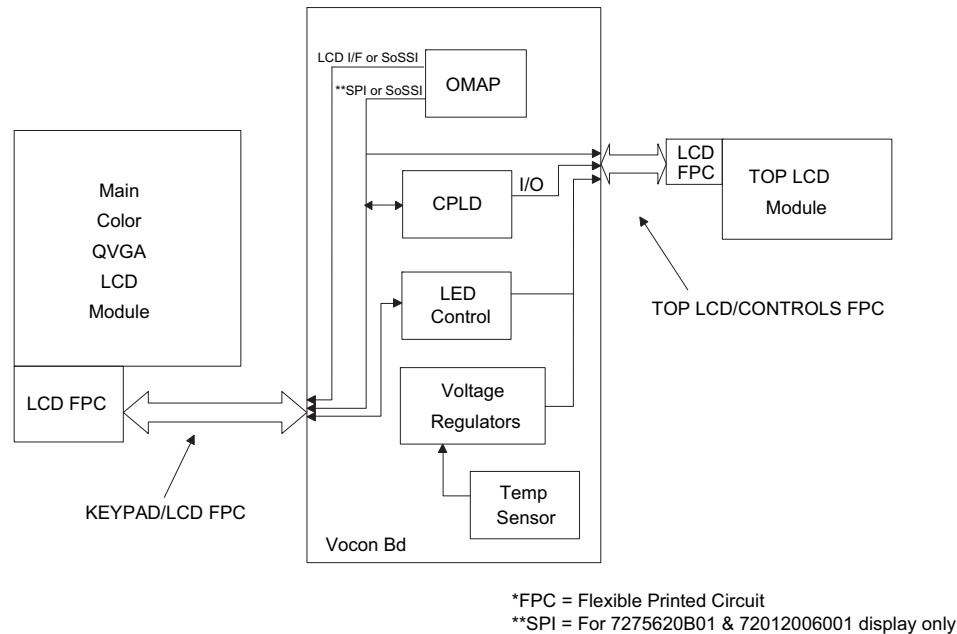 LCD I/F or SoSSI
**SPI or SoSSI
OMAP
Main
Color
QVGA
LCD
Module
CPLD
I/O
LCD
FPC
TOP LCD
Module
LED
Control
TOP LCD/CONTROLS FPC
LCD FPC
Voltage
Regulators
Temp
Sensor
KEYPAD/LCD FPC
Vocon Bd
*FPC = Flexible Printed Circuit
**SPI = For 7275620B01 & 72012006001 display only